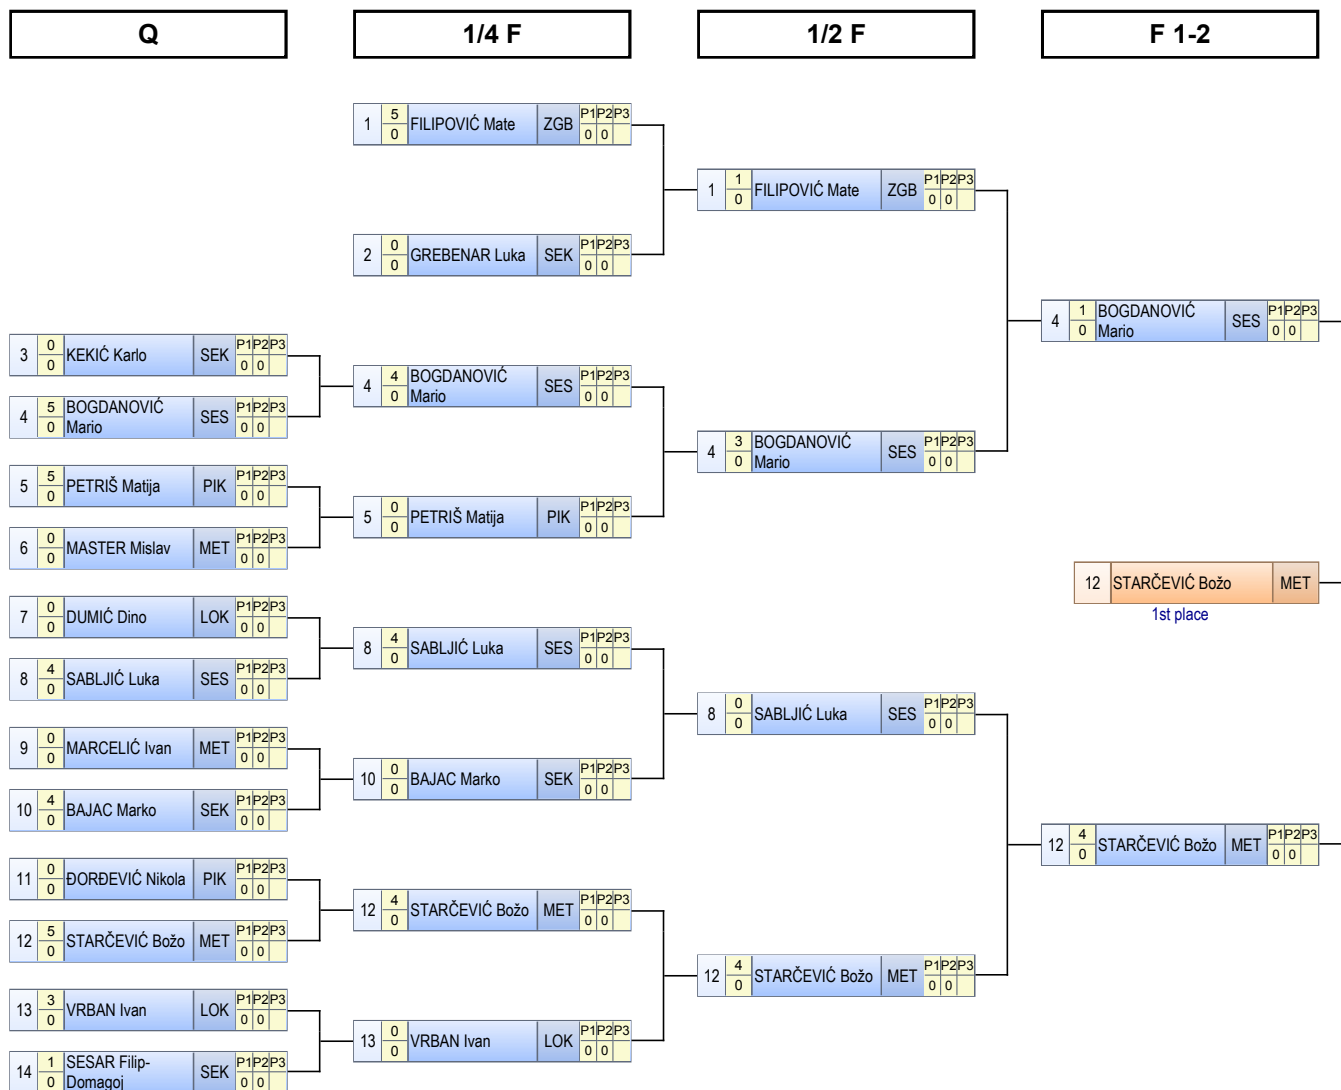 Q
1/4 F
1/2 F
F 1-2
1 5 0 FILIPOVIĆ Mate ZGB P1 P2 P3 0 0
2 0 0 GREBENAR Luka SEK P1 P2 P3 0 0
1 1 0 FILIPOVIĆ Mate ZGB P1 P2 P3 0 0
3 0 0 KEKIĆ Karlo SEK P1 P2 P3 0 0
4 5 0 BOGDANOVIĆ
Mario SES P1 P2 P3 0 0
5 5 0 PETRIŠ Matija PIK P1 P2 P3 0 0
6 0 0 MASTER Mislav MET P1 P2 P3 0 0
7 0 0 DUMIĆ Dino LOK P1 P2 P3 0 0
8 4 0 SABLJIĆ Luka SES P1 P2 P3 0 0
9 0 0 MARCELIĆ Ivan MET P1 P2 P3 0 0
10 4 0 BAJAC Marko SEK P1 P2 P3 0 0
11 0 0 ĐORĐEVIĆ Nikola PIK P1 P2 P3 0 0
12 5 0 STARČEVIĆ Božo MET P1 P2 P3 0 0
13 3 0 VRBAN Ivan LOK P1 P2 P3 0 0
14 1 0 SESAR Filip-
Domagoj SEK P1 P2 P3 0 0
4 4 0 BOGDANOVIĆ
Mario SES P1 P2 P3 0 0
5 0 0 PETRIŠ Matija PIK P1 P2 P3 0 0
8 4 0 SABLJIĆ Luka SES P1 P2 P3 0 0
10 0 0 BAJAC Marko SEK P1 P2 P3 0 0
12 4 0 STARČEVIĆ Božo MET P1 P2 P3 0 0
13 0 0 VRBAN Ivan LOK P1 P2 P3 0 0
4 3 0 BOGDANOVIĆ
Mario SES P1 P2 P3 0 0
8 0 0 SABLJIĆ Luka SES P1 P2 P3 0 0
12 4 0 STARČEVIĆ Božo MET P1 P2 P3 0 0
4 1 0 BOGDANOVIĆ
Mario SES P1 P2 P3 0 0
12 STARČEVIĆ Božo MET
1st place
12 4 0 STARČEVIĆ Božo MET P1 P2 P3 0 0